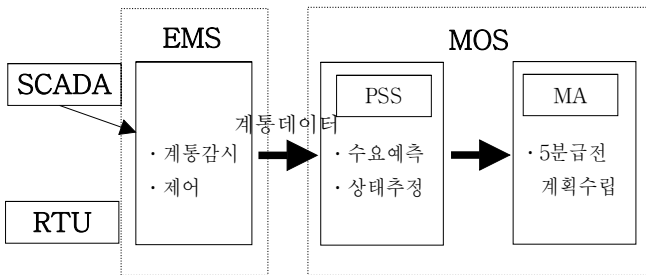 EMS
MOS
SCADA
RTU
· 계통감시
· 제어
계통데이터
PSS
· 수요예측
· 상태추정
MA
· 5분급전
계획수립